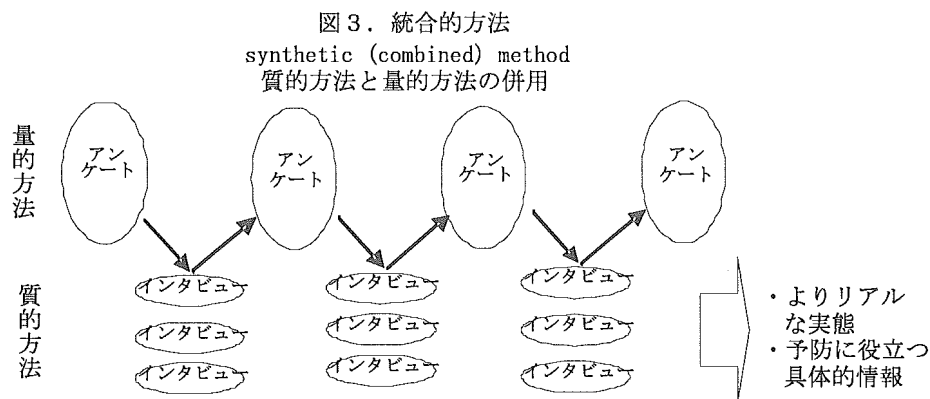 図3．統合的方法
synthetic (combined) method
質的方法と量的方法の併用
量的方法
アン
ケート
アン
ケート
アン
ケート
アン
ケート
質的方法
インタビュー
インタビュー
インタビュー
インタビュー
インタビュー
インタビュー
インタビュー
インタビュー
インタビュー
・よりリアル
な実態
・予防に役立つ
具体的情報